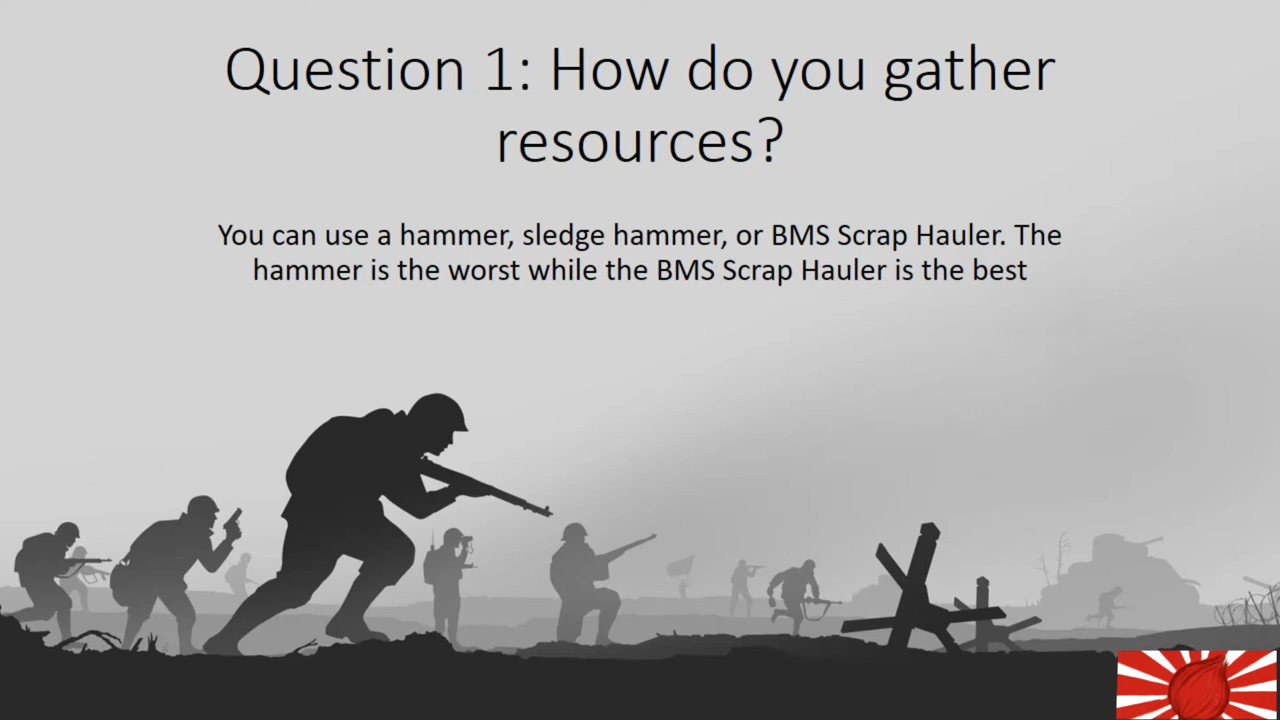 Question 1: How do you gather
resources?
You can use a hammer, sledge hammer, or BMS Scrap Hauler. The
hammer is the worst while the BMS Scrap Hauler is the best